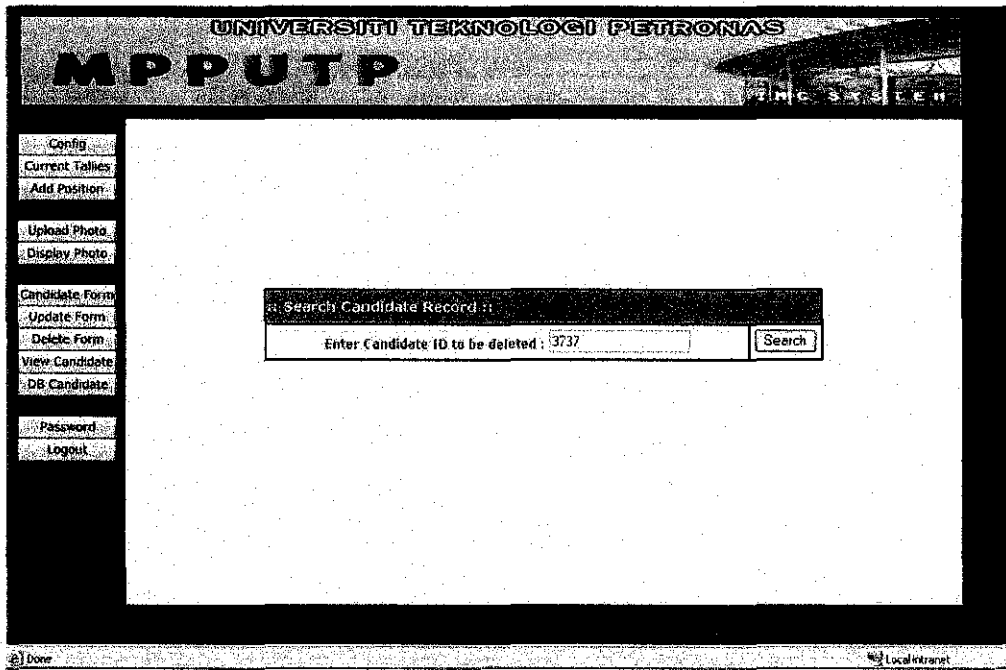 UNIVERSITI TEKNOLOGI PETRONAS
MPPUTP
SYSTEM
Config
Current Tallies
Add Position
Upload Photo
Display Photo
Candidate Form
Update Form
Delete Form
View Candidate
DB Candidate
Password
Logout
:: Search Candidate Record ::
Enter Candidate ID to be deleted : 3737
Search
Done
Local intranet